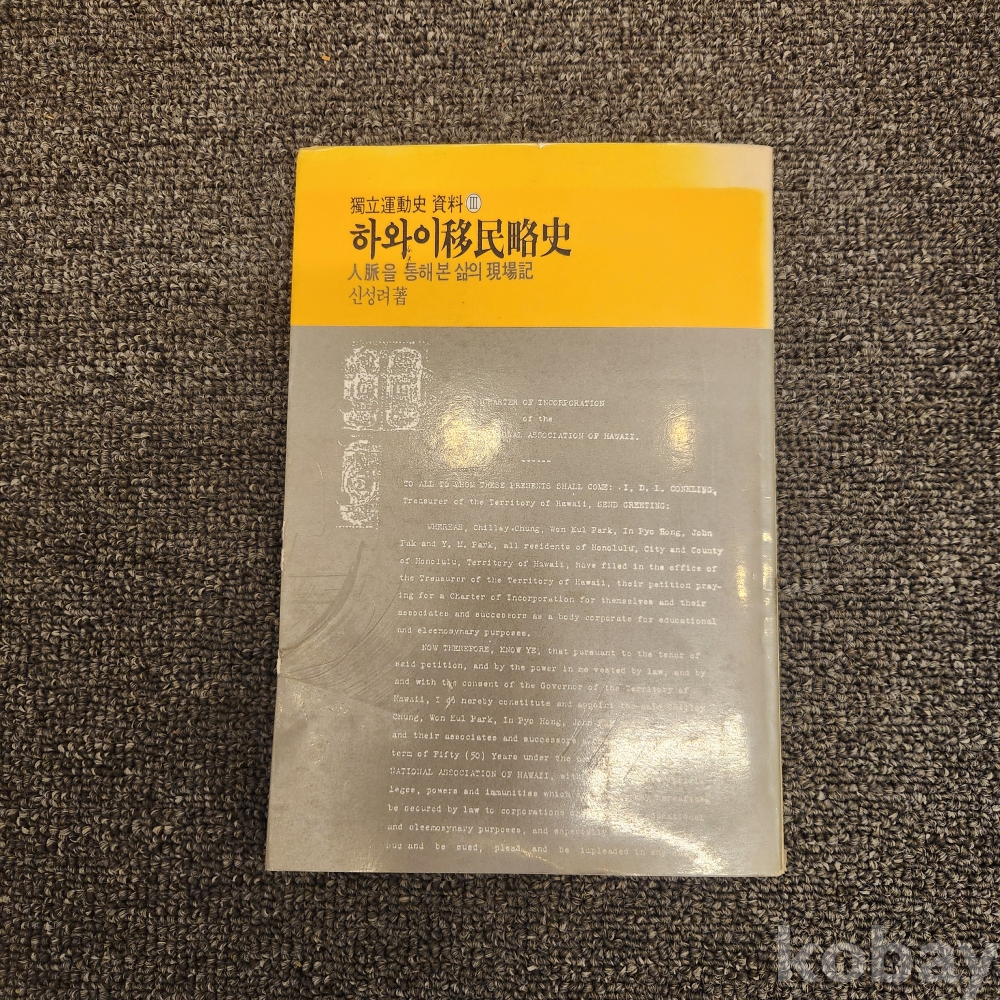 獨立運動史 資料 Ⅲ
하와이移民略史
人脈을 통해 본 삶의 現場記
신성려 著
CHARTER OF INCORPORATION
of the
NATIONAL ASSOCIATION OF HAWAII.
------
TO ALL TO WHOM THESE PRESENTS SHALL COME: I, D. L. CONKLING,
Treasurer of the Territory of Hawaii, SEND GREETING:
WHEREAS, Chilley Chung, Won Kul Park, In Pyo Hong, John
Pak and Y. M. Park, all residents of Honolulu, City and County
of Honolulu, Territory of Hawaii, have filed in the office of
the Treasurer of the Territory of Hawaii, their petition pray-
ing for a Charter of Incorporation for themselves and their
associates and successors as a body corporate for educational
and eleemosynary purposes.
NOW THEREFORE, KNOW YE, that pursuant to the tenor of
said petition, and by the power in me vested by law, and by
and with the consent of the Governor of the Territory of
Hawaii, I do hereby constitute and appoint the said Chilley
Chung, Won Kul Park, In Pyo Hong, John
and their associates and successors
term of Fifty (50) Years under the
NATIONAL ASSOCIATION OF HAWAII, with
leges, powers and immunities which
be secured by law to corporations
and eleemosynary purposes, and especially
sug and be sued, plead and be impleaded in any
kobay